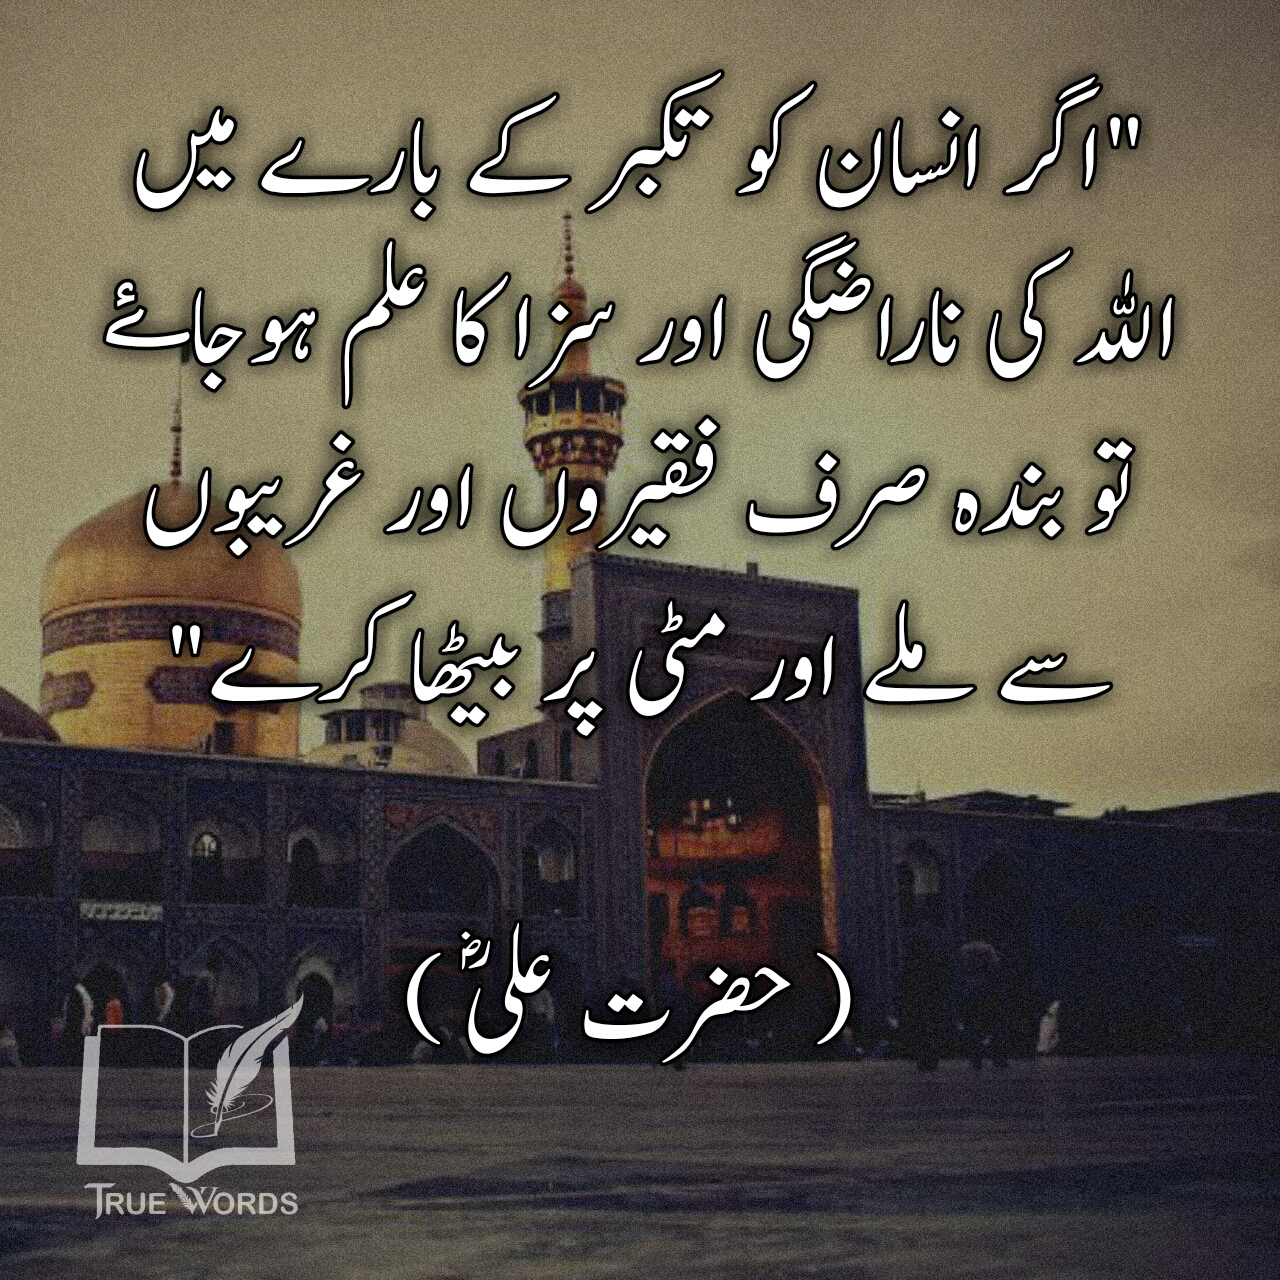 "اگر انسان کو تکبر کے بارے میں
اللہ کی ناراضگی اور سزا کا علم ہو جائے
تو بندہ صرف فقیروں اور غریبوں
سے ملے اور مٹی پر بیٹھا کرے"
( حضرت علیؓ )
TRUE WORDS